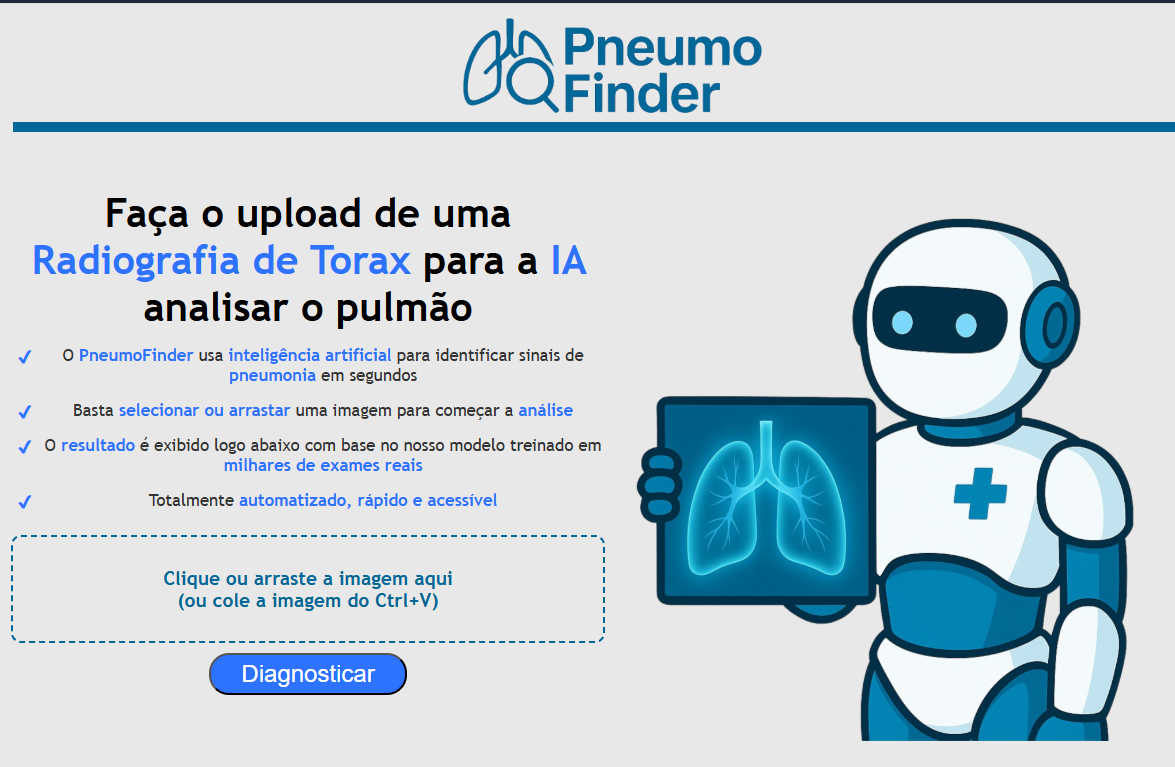 Pneumo
Finder
Faça o upload de uma
Radiografia de Torax para a IA
analisar o pulmão
O PneumoFinder usa inteligência artificial para identificar sinais de
pneumonia em segundos
Basta selecionar ou arrastar uma imagem para começar a análise
O resultado é exibido logo abaixo com base no nosso modelo treinado em
milhares de exames reais
Totalmente automatizado, rápido e acessível
Clique ou arraste a imagem aqui
(ou cole a imagem do Ctrl+V)
Diagnosticar